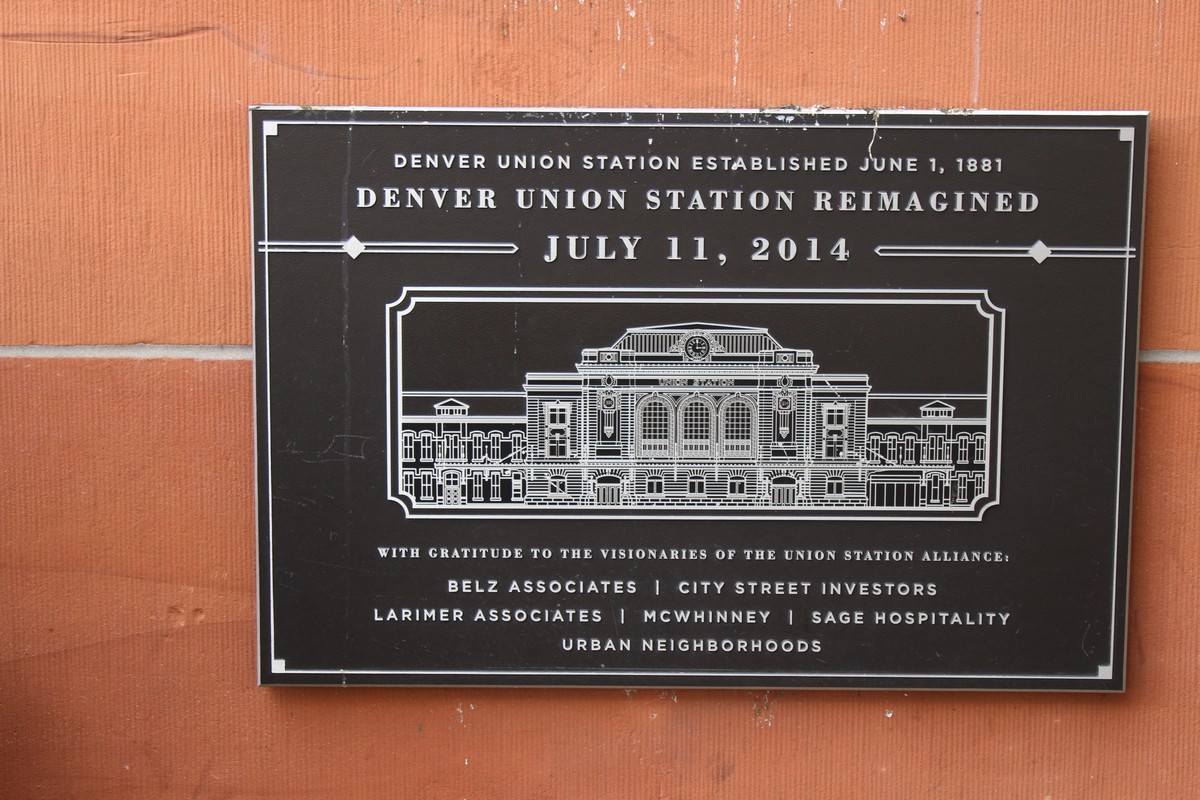 DENVER UNION STATION ESTABLISHED JUNE 1, 1881
DENVER UNION STATION REIMAGINED
JULY 11, 2014
UNION STATION
WITH GRATITUDE TO THE VISIONARIES OF THE UNION STATION ALLIANCE:
BELZ ASSOCIATES | CITY STREET INVESTORS
LARIMER ASSOCIATES | MCWHINNEY | SAGE HOSPITALITY
URBAN NEIGHBORHOODS